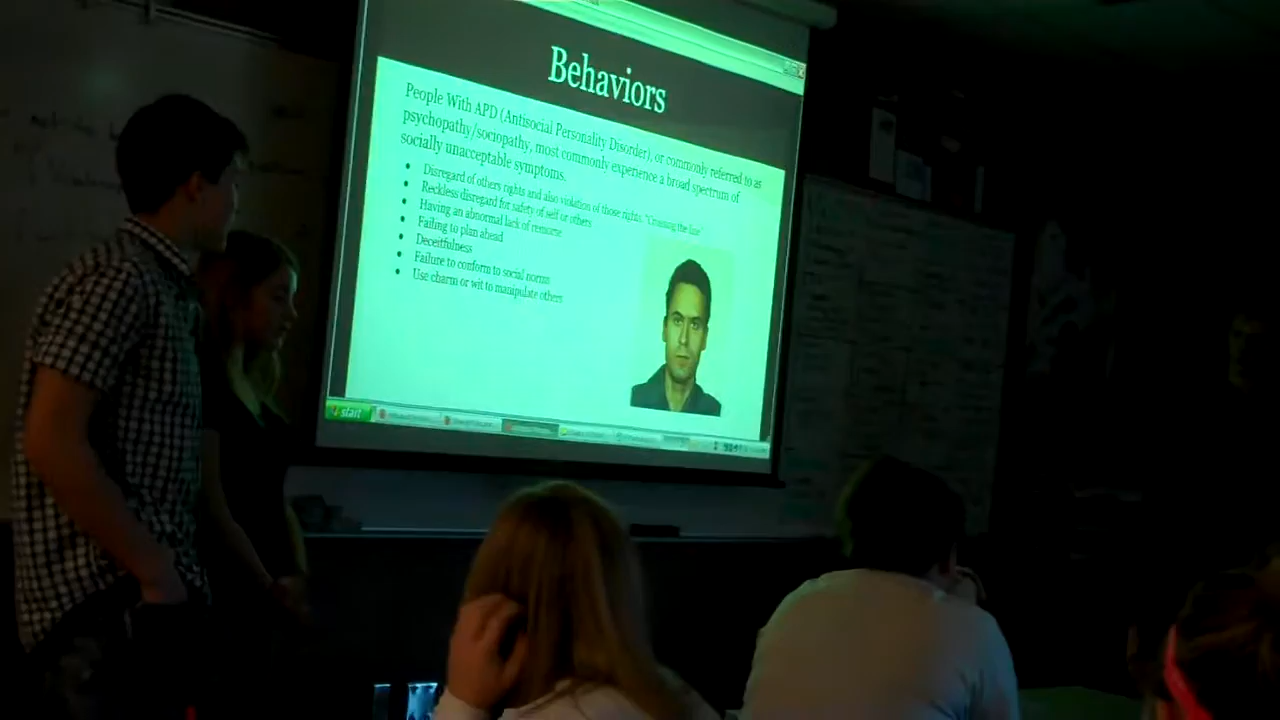 Behaviors
People With APD (Antisocial Personality Disorder), or commonly referred to as
psychopathy/sociopathy, most commonly experience a broad spectrum of
socially unacceptable symptoms.
• Disregard of others rights and also violation of those rights. "Crossing the line"
• Reckless disregard for safety of self or others
• Having an abnormal lack of remorse
• Failing to plan ahead
• Deceitfulness
• Failure to conform to social norms
• Use charm or wit to manipulate others
start